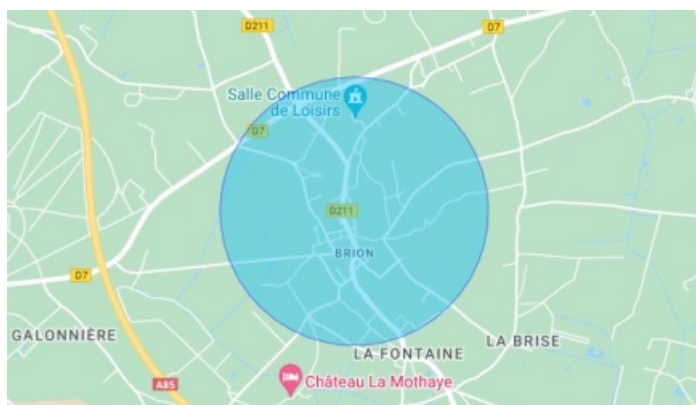 D211
D7
Salle Commune
de Loisirs
D7
D211
BRION
D7
GALONNIÈRE
LA BRISE
LA FONTAINE
A85
Château La Mothaye